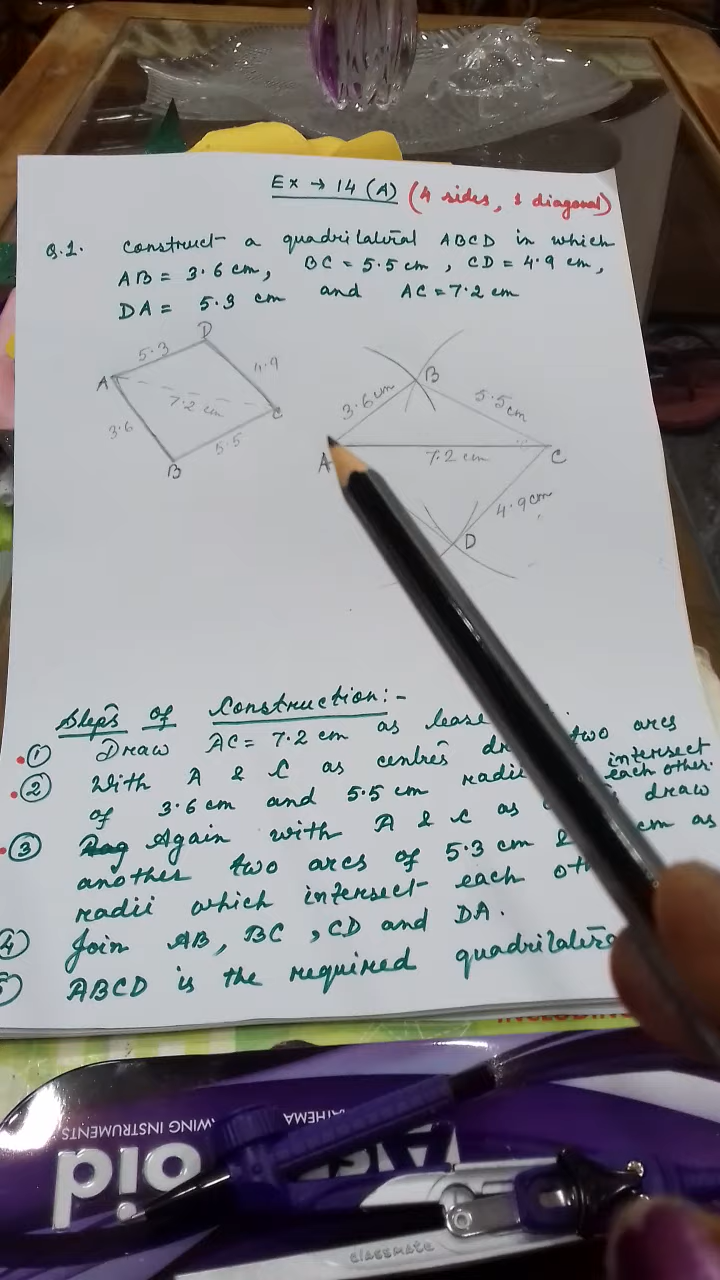 Ex → 14 (A) (4 sides, 1 diagonal)
Q.1. Construct a quadrilateral ABCD in which
AB = 3.6 cm, BC = 5.5 cm, CD = 4.9 cm,
DA = 5.3 cm and AC = 7.2 cm
D
5.3
4.9
A
7.2 cm
C
3.6
5.5
B
B
3.6 cm
5.5 cm
A
7.2 cm
C
4.9 cm
D
Steps of Construction:-
① Draw AC = 7.2 cm as
② With A & C as centres two arcs
of 3.6 cm and 5.5 cm intersect
each other.
③ Again with A & C as draw
another two arcs of 5.3 cm & cm as
radii which intersect each
④ Join AB, BC, CD and DA.
ABCD is the required
WING INSTRUMENTS
MATHEMA
oid
classmate